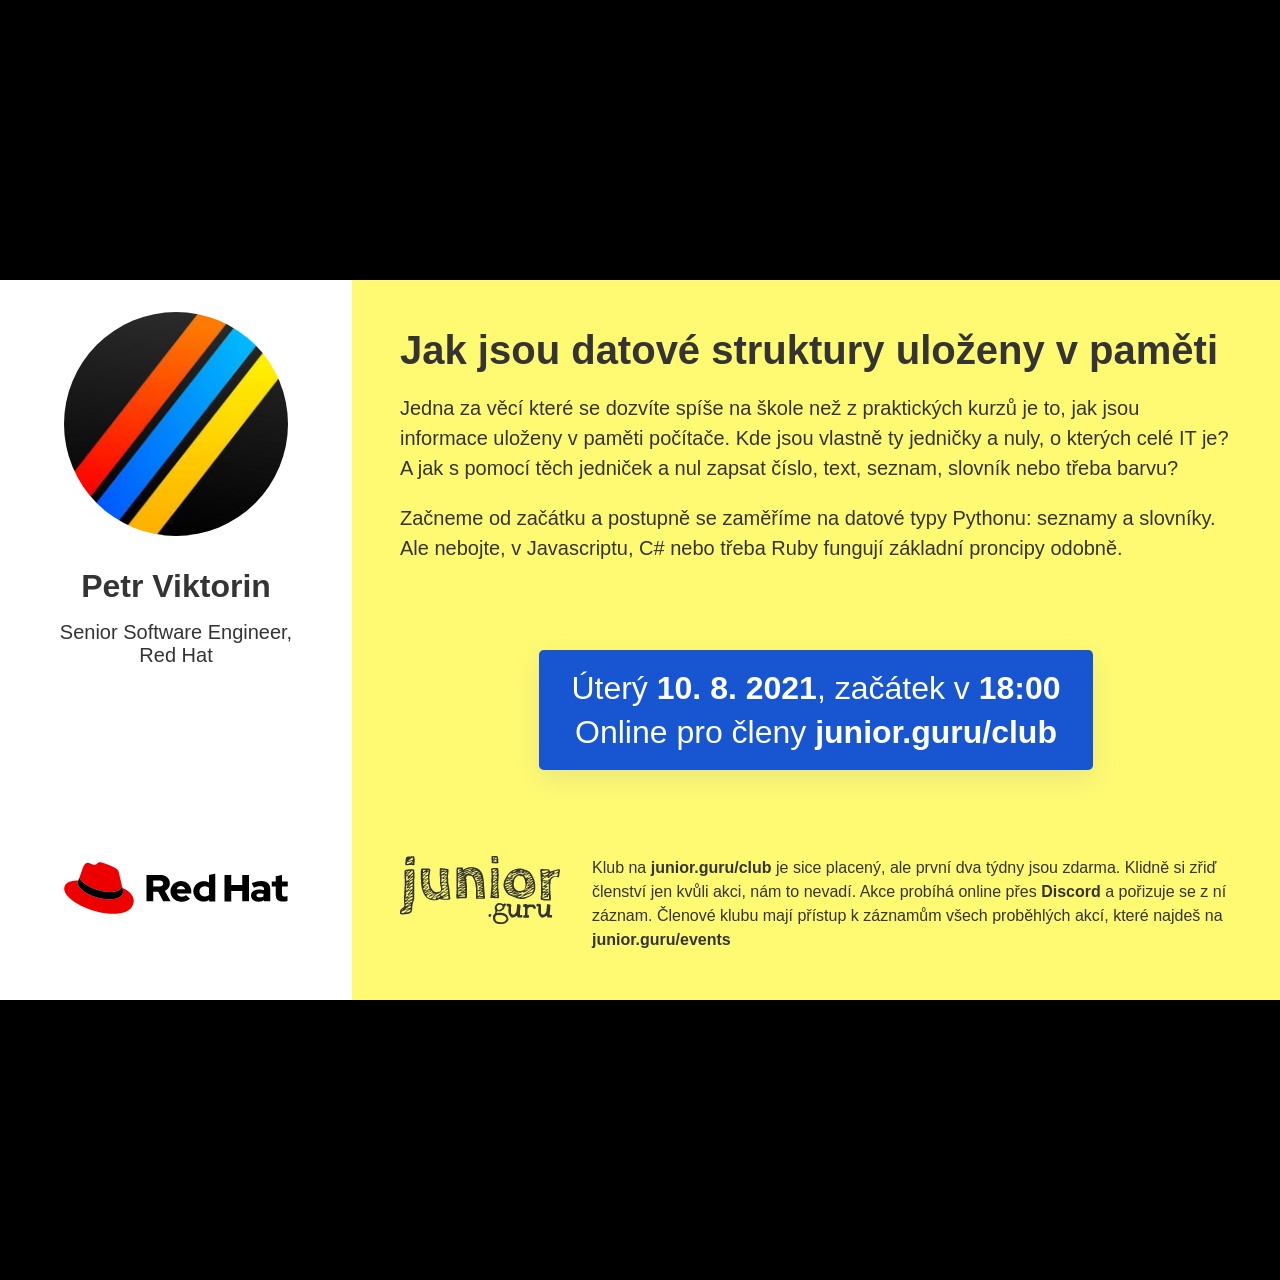 Petr Viktorin
Senior Software Engineer,
Red Hat
Red Hat
Jak jsou datové struktury uloženy v paměti
Jedna za věcí které se dozvíte spíše na škole než z praktických kurzů je to, jak jsou
informace uloženy v paměti počítače. Kde jsou vlastně ty jedničky a nuly, o kterých celé IT je?
A jak s pomocí těch jedniček a nul zapsat číslo, text, seznam, slovník nebo třeba barvu?
Začneme od začátku a postupně se zaměříme na datové typy Pythonu: seznamy a slovníky.
Ale nebojte, v Javascriptu, C# nebo třeba Ruby fungují základní proncipy odobně.
Úterý 10. 8. 2021, začátek v 18:00
Online pro členy junior.guru/club
junior
.guru
Klub na junior.guru/club je sice placený, ale první dva týdny jsou zdarma. Klidně si zřiď
členství jen kvůli akci, nám to nevadí. Akce probíhá online přes Discord a pořizuje se z ní
záznam. Členové klubu mají přístup k záznamům všech proběhlých akcí, které najdeš na
junior.guru/events